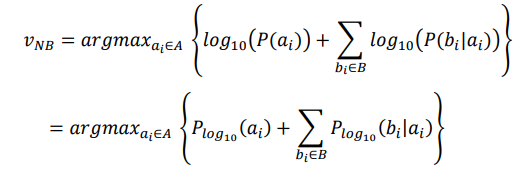 v_NB = argmax_{a_i∈A} {log_10(P(a_i)) + ∑_{b_i∈B} log_10(P(b_i|a_i))}
= argmax_{a_i∈A} {P_{log_10}(a_i) + ∑_{b_i∈B} P_{log_10}(b_i|a_i)}